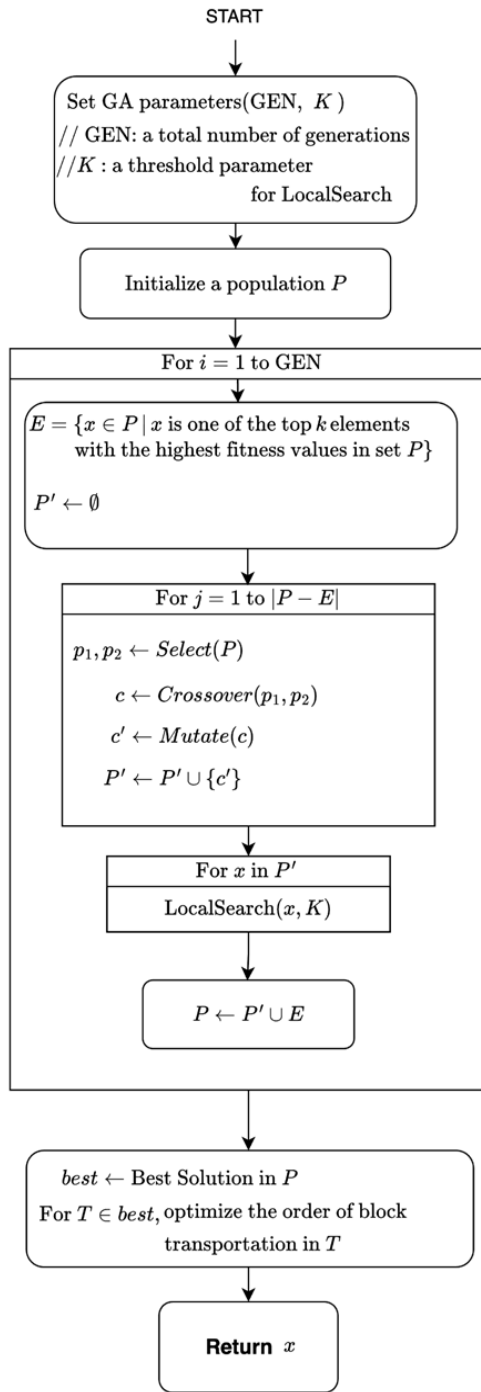 START
Set GA parameters(GEN, K )
// GEN: a total number of generations
//K : a threshold parameter
for LocalSearch
Initialize a population P
For i = 1 to GEN
E = {x ∈ P | x is one of the top k elements
with the highest fitness values in set P}
P′ ← ∅
For j = 1 to |P − E|
p₁, p₂ ← Select(P)
c ← Crossover(p₁, p₂)
c′ ← Mutate(c)
P′ ← P′ ∪ {c′}
For x in P′
LocalSearch(x, K)
P ← P′ ∪ E
best ← Best Solution in P
For T ∈ best, optimize the order of block
transportation in T
Return x